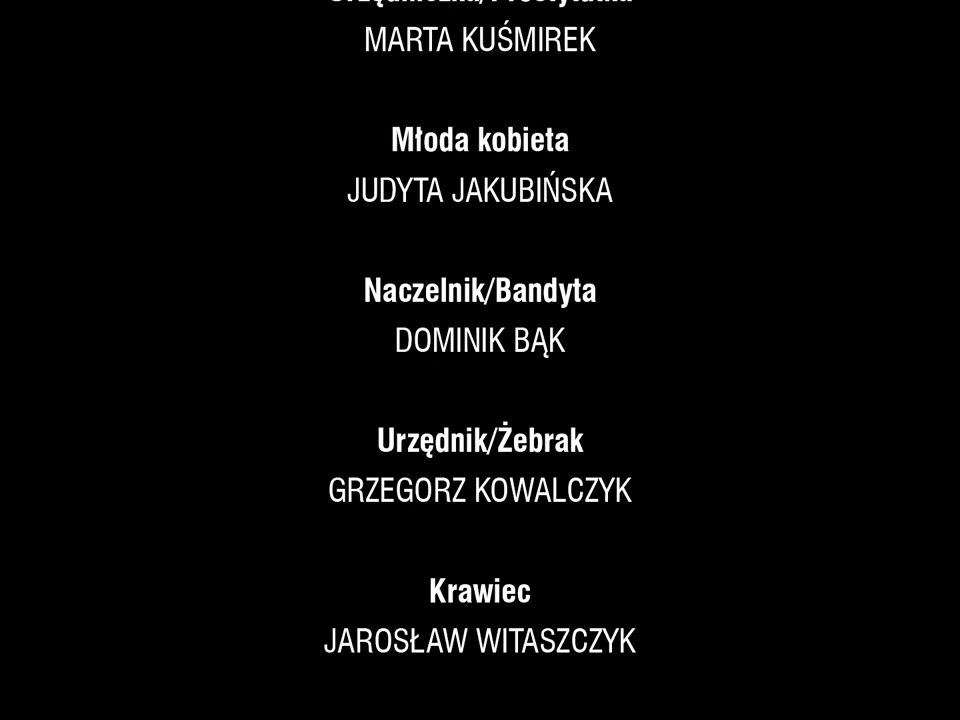 MARTA KUŚMIREK
Młoda kobieta
JUDYTA JAKUBIŃSKA
Naczelnik/Bandyta
DOMINIK BĄK
Urzędnik/Żebrak
GRZEGORZ KOWALCZYK
Krawiec
JAROSŁAW WITASZCZYK